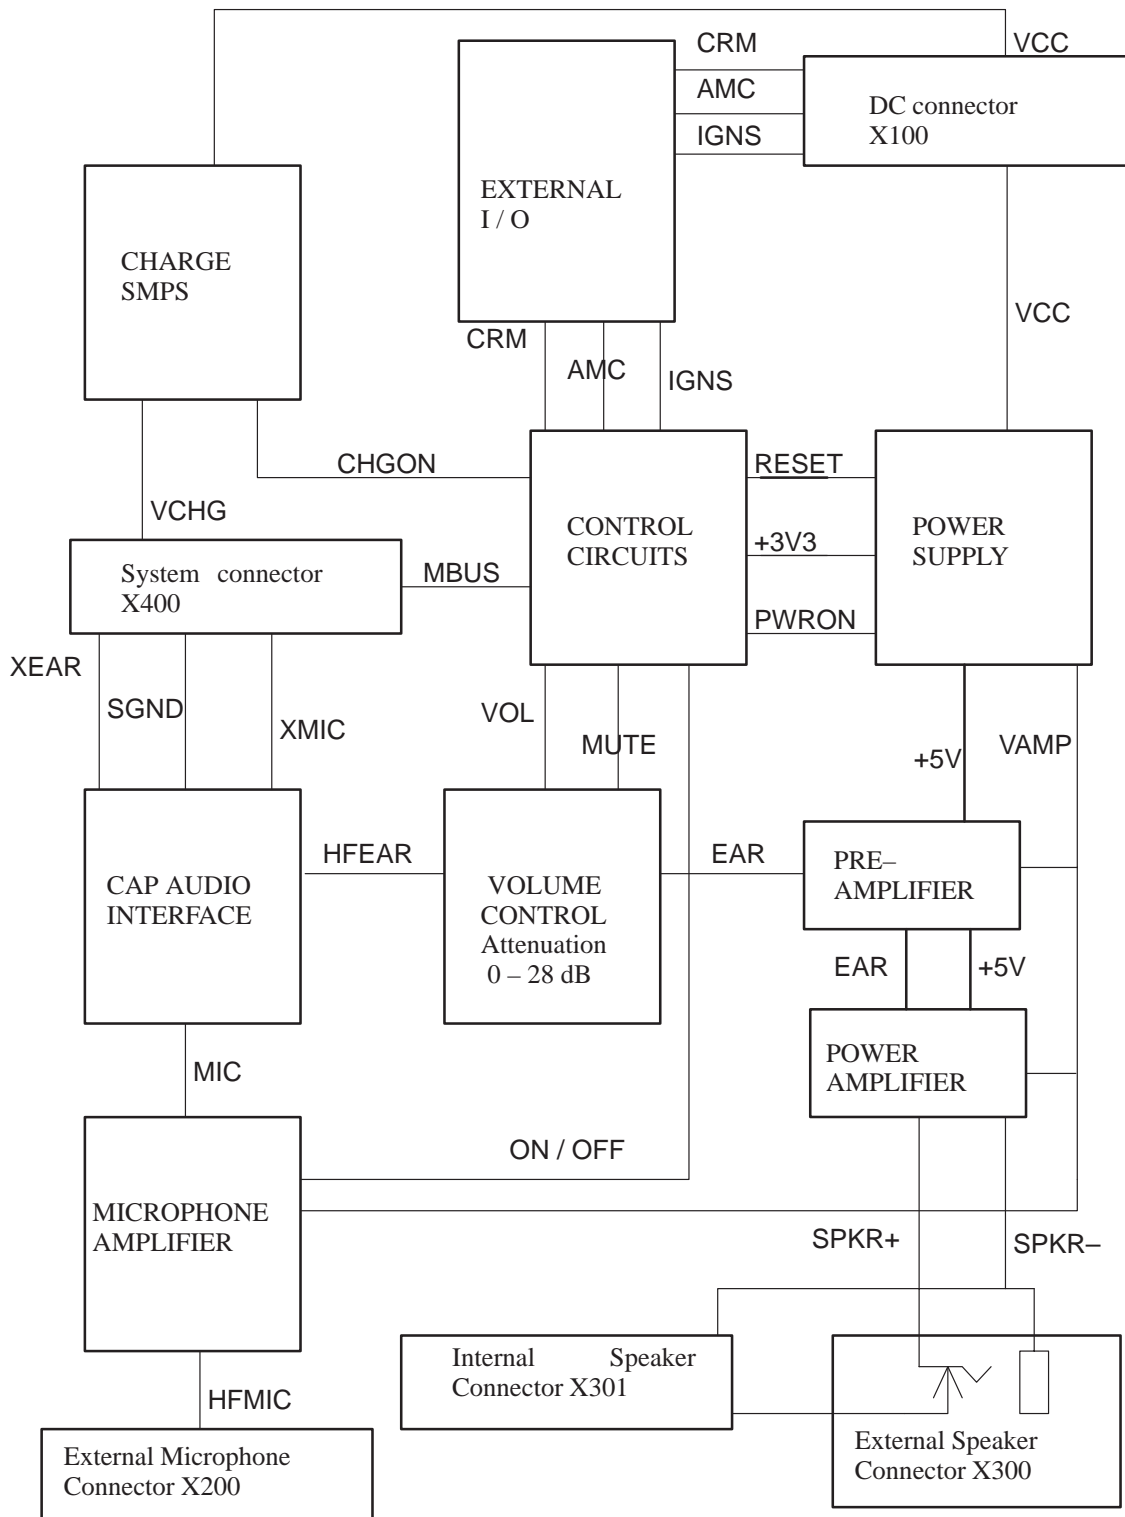 CRM
VCC
AMC
DC connector
X100
IGNS
EXTERNAL
I / O
CHARGE
SMPS
VCC
CRM
AMC
IGNS
CHGON
RESET
VCHG
CONTROL
CIRCUITS
+3V3
POWER
SUPPLY
System connector
X400
MBUS
PWRON
XEAR
SGND
XMIC
VOL
MUTE
+5V
VAMP
HFEAR
EAR
PRE–
AMPLIFIER
CAP AUDIO
INTERFACE
VOLUME
CONTROL
Attenuation
0 – 28 dB
EAR
+5V
POWER
AMPLIFIER
MIC
ON / OFF
MICROPHONE
AMPLIFIER
SPKR+
SPKR–
Internal Speaker
Connector X301
HFMIC
External Speaker
Connector X300
External Microphone
Connector X200